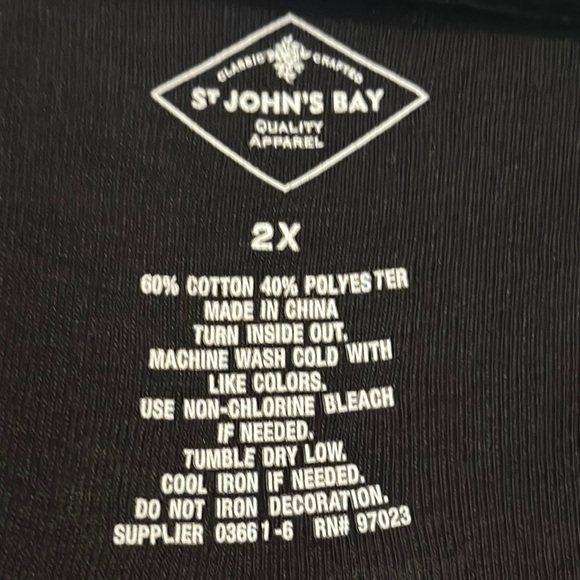 CLASSIC CRAFTED
ST JOHN'S BAY
QUALITY
APPAREL
2X
60% COTTON 40% POLYESTER
MADE IN CHINA
TURN INSIDE OUT.
MACHINE WASH COLD WITH
LIKE COLORS.
USE NON-CHLORINE BLEACH
IF NEEDED.
TUMBLE DRY LOW.
COOL IRON IF NEEDED.
DO NOT IRON DECORATION.
SUPPLIER 03661-6 RN# 97023